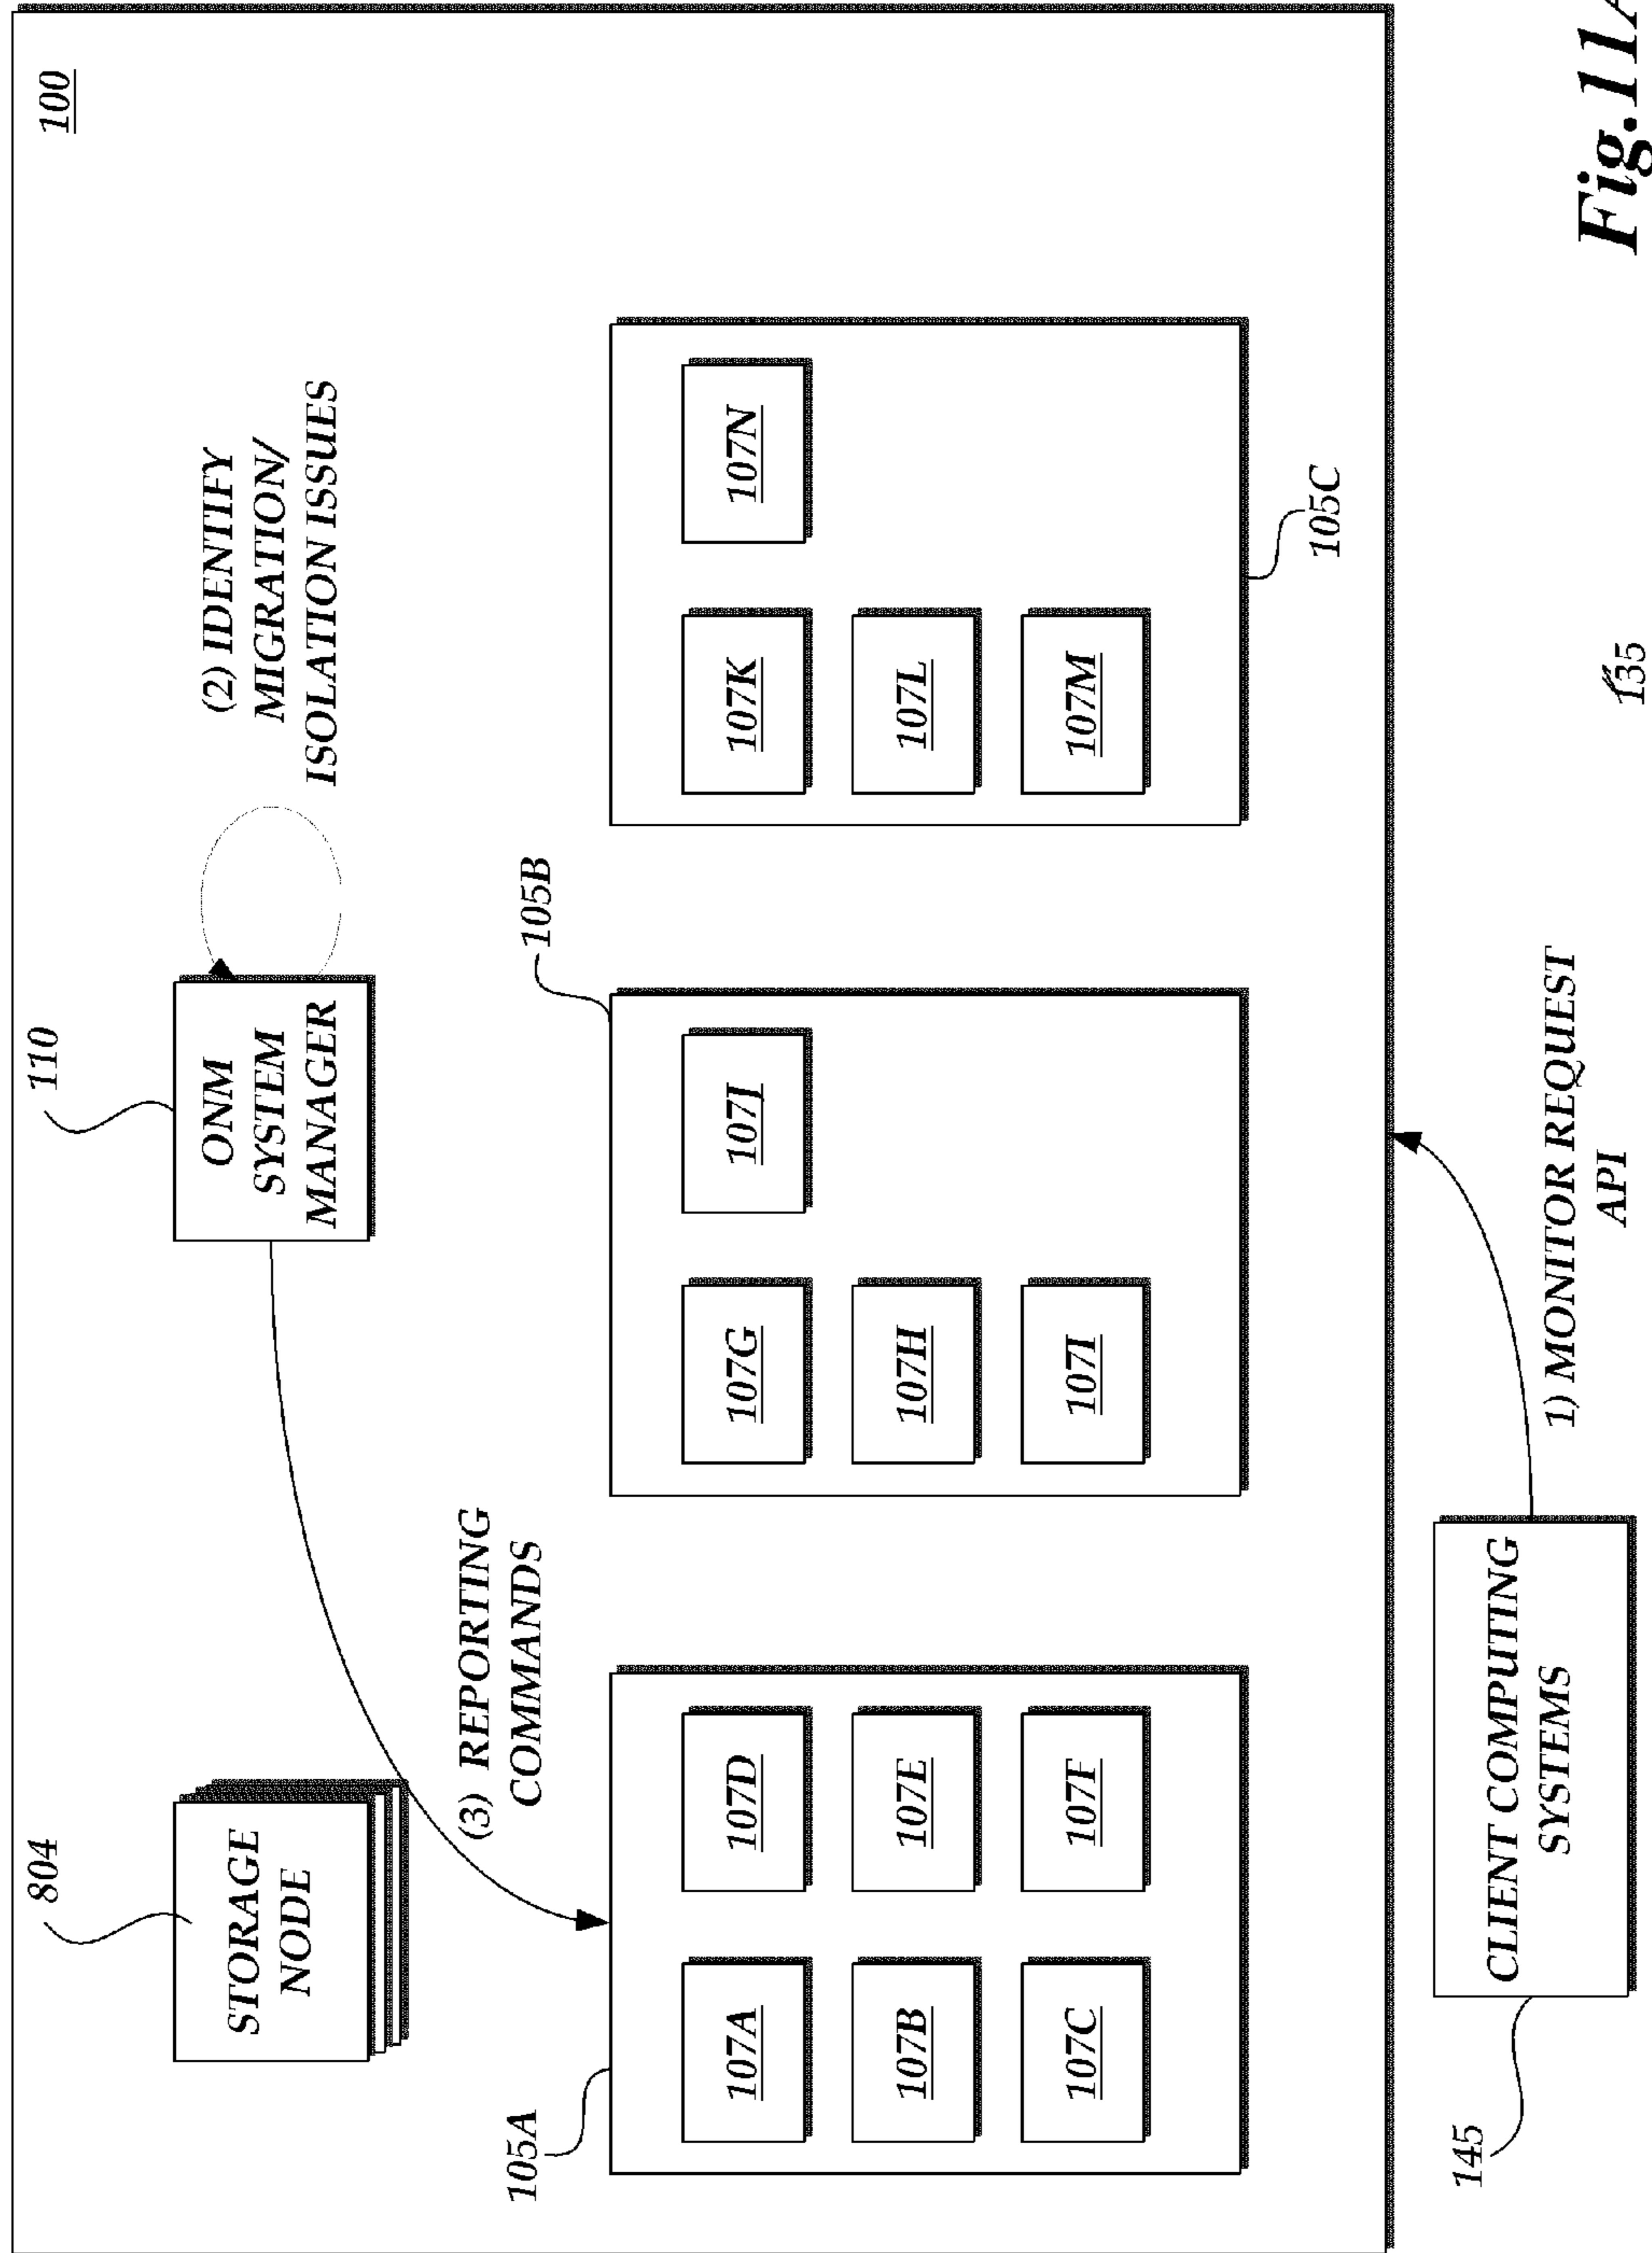 100
804
110
STORAGE
NODE
ONM
SYSTEM
MANAGER
(2) IDENTIFY
MIGRATION/
ISOLATION ISSUES
(3) REPORTING
COMMANDS
105A
105B
107A
107D
107B
107E
107C
107F
107G
107J
107H
107I
107K
107N
107L
107M
105C
145
CLIENT COMPUTING
SYSTEMS
1) MONITOR REQUEST
API
135
Fig.11A